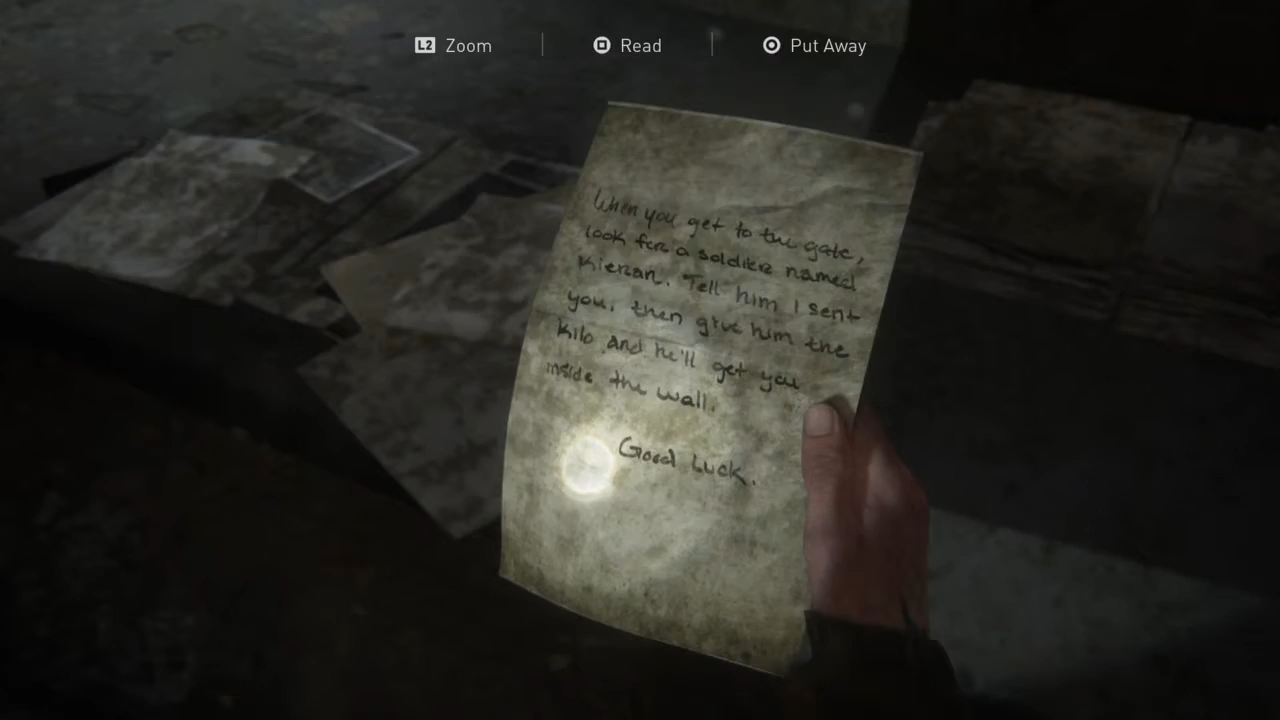 L2 Zoom | Read | Put Away
When you get to the gate,
look for a soldier named
Kieran. Tell him I sent
you, then give him the
kilo and he'll get you
inside the wall.
Good Luck.